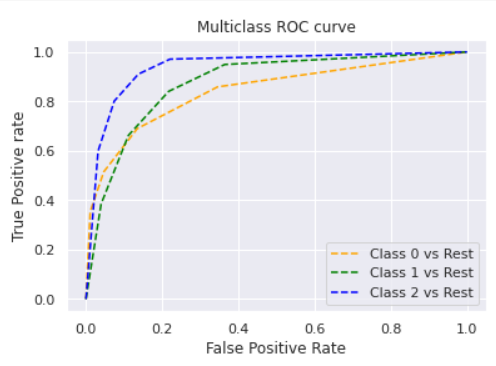 Multiclass ROC curve
True Positive rate
1.0
0.8
0.6
0.4
0.2
0.0
Class 0 vs Rest
Class 1 vs Rest
Class 2 vs Rest
0.0 0.2 0.4 0.6 0.8 1.0
False Positive Rate